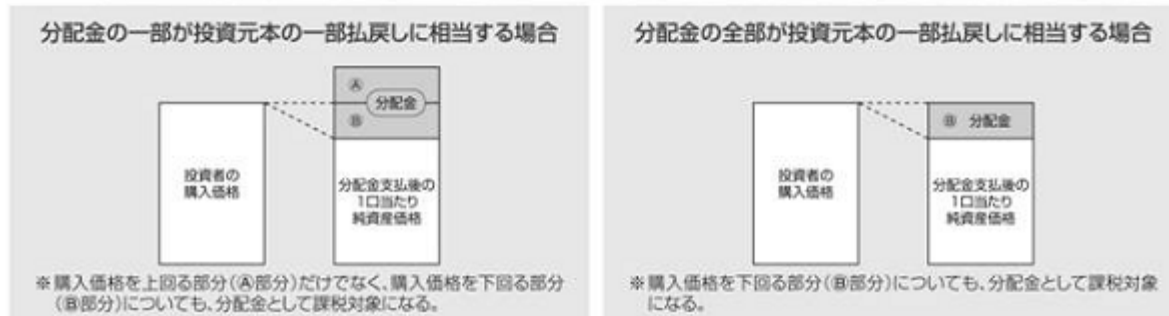 分配金の一部が投資元本の一部払戻しに相当する場合
Ⓐ
分配金
Ⓑ
投資者の
購入価格
分配金支払後の
1口当たり
純資産価格
※購入価格を上回る部分(Ⓐ部分)だけでなく、購入価格を下回る部分
(Ⓑ部分)についても、分配金として課税対象になる。
分配金の全部が投資元本の一部払戻しに相当する場合
Ⓑ 分配金
投資者の
購入価格
分配金支払後の
1口当たり
純資産価格
※購入価格を下回る部分(Ⓑ部分)についても、分配金として課税対象
になる。